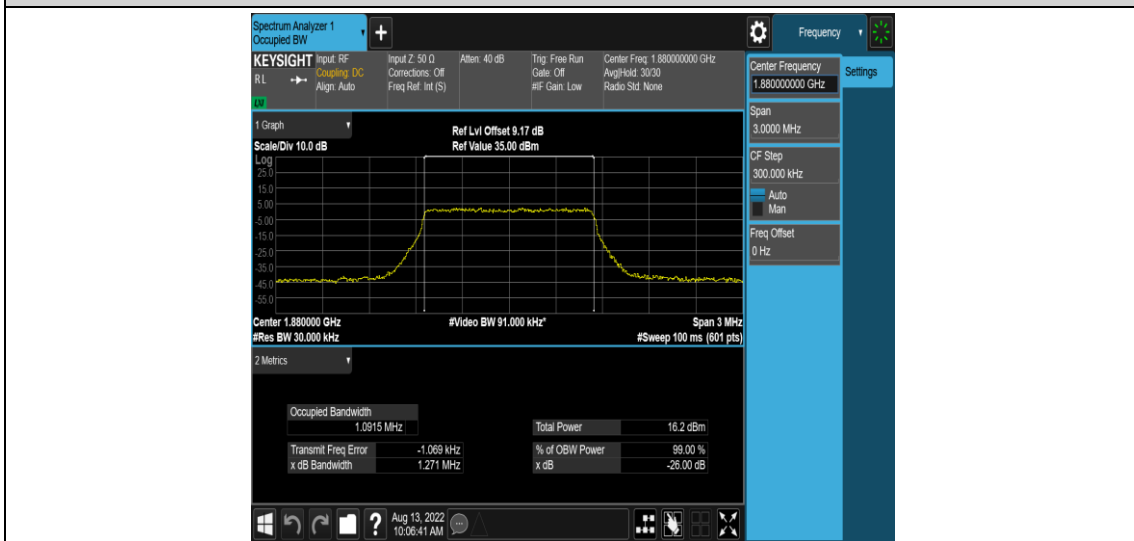 Spectrum Analyzer 1
Occupied BW
Frequency
KEYSIGHT
RL
Input: RF
Coupling: DC
Align: Auto
Input Z: 50 Ω
Corrections: Off
Freq Ref: Int (S)
Atten: 40 dB
Trig: Free Run
Gate: Off
#IF Gain: Low
Center Freq: 1.880000000 GHz
Avg|Hold: 30/30
Radio Std: None
Center Frequency
1.880000000 GHz
Settings
Span
3.0000 MHz
CF Step
300.000 kHz
Auto
Man
Freq Offset
0 Hz
1 Graph
Scale/Div 10.0 dB
Ref Lvl Offset 9.17 dB
Ref Value 35.00 dBm
Log
25.0
15.0
5.00
-5.00
-15.0
-25.0
-35.0
-45.0
-55.0
Center 1.880000 GHz
#Res BW 30.000 kHz
#Video BW 91.000 kHz*
Span 3 MHz
#Sweep 100 ms (601 pts)
2 Metrics
Occupied Bandwidth
1.0915 MHz
Total Power 16.2 dBm
Transmit Freq Error -1.069 kHz
% of OBW Power 99.00 %
x dB Bandwidth 1.271 MHz
x dB -26.00 dB
?
Aug 13, 2022
10:06:41 AM